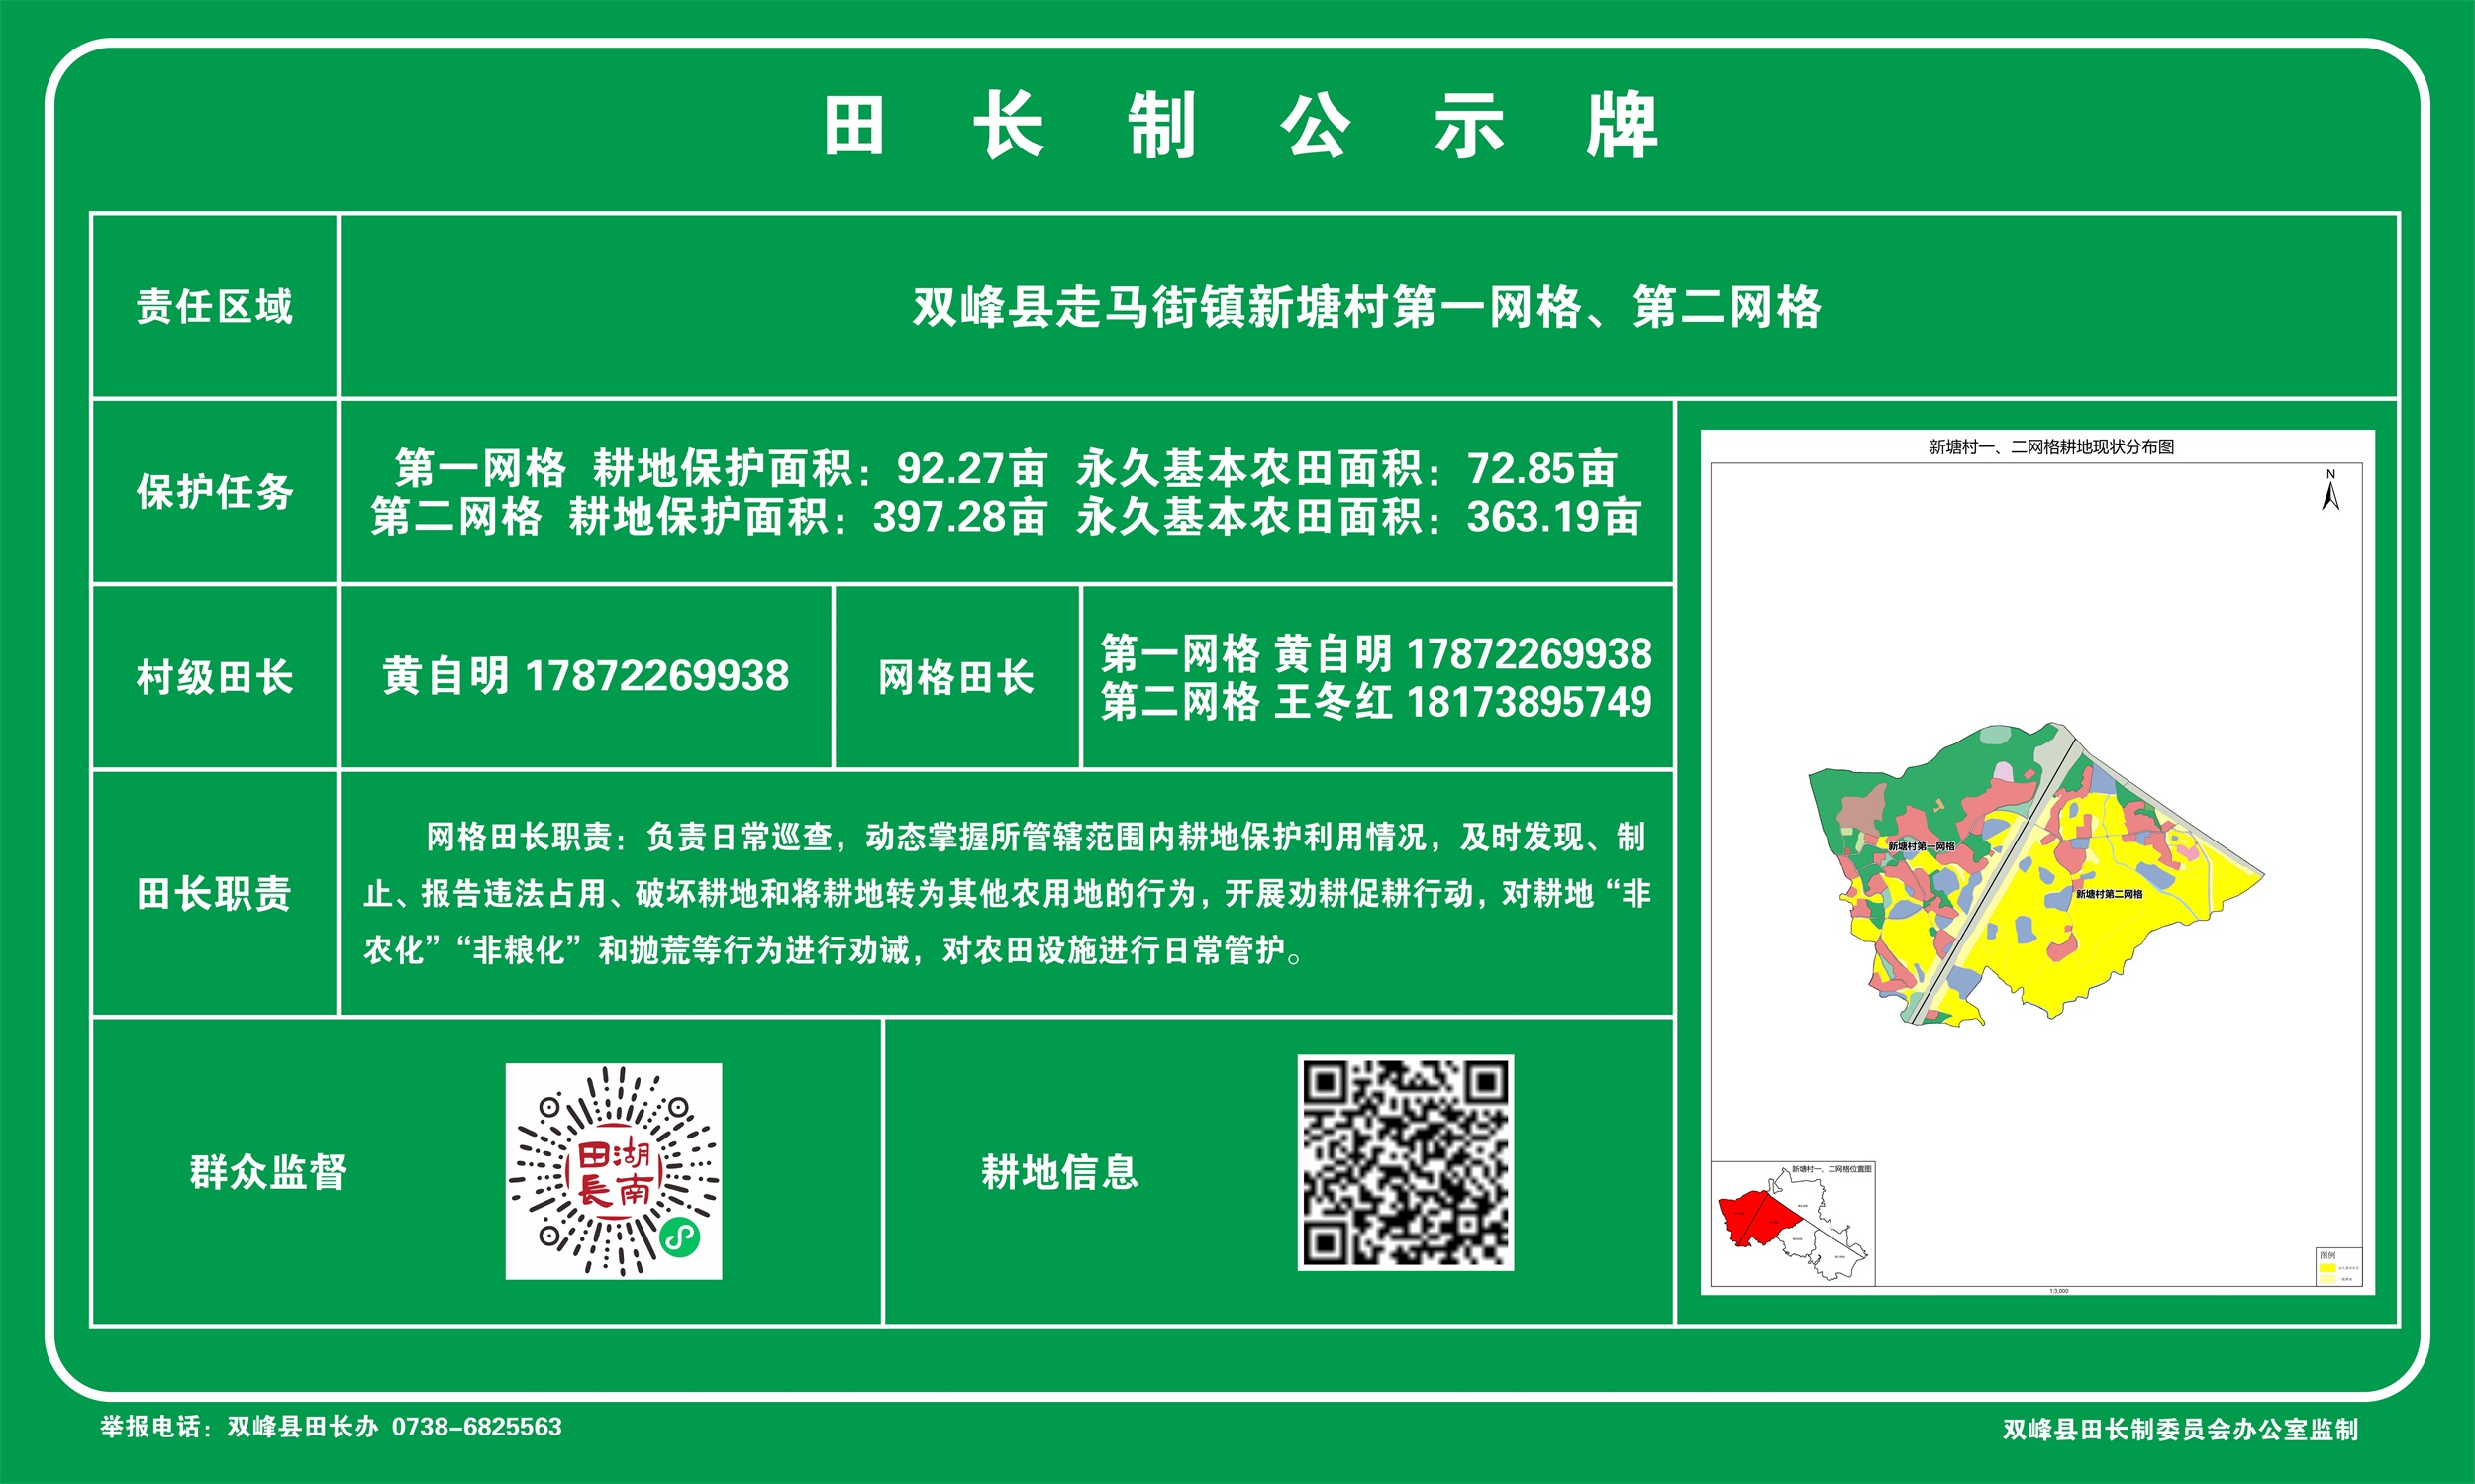 田长制公示牌
责任区域
双峰县走马街镇新塘村第一网格、第二网格
保护任务
第一网格 耕地保护面积：92.27亩 永久基本农田面积：72.85亩
第二网格 耕地保护面积：397.28亩 永久基本农田面积：363.19亩
村级田长
黄自明 17872269938
网格田长
第一网格 黄自明 17872269938
第二网格 王冬红 18173895749
田长职责
网格田长职责：负责日常巡查，动态掌握所管辖范围内耕地保护利用情况，及时发现、制
止、报告违法占用、破坏耕地和将耕地转为其他农用地的行为，开展劝耕促耕行动，对耕地“非
农化”“非粮化”和抛荒等行为进行劝诫，对农田设施进行日常管护。
群众监督
田湖
長南
耕地信息
新塘村一、二网格耕地现状分布图
N
新塘村第一网格
新塘村第二网格
新塘村一、二网格位置图
图例
1:3,000
举报电话：双峰县田长办 0738-6825563
双峰县田长制委员会办公室监制